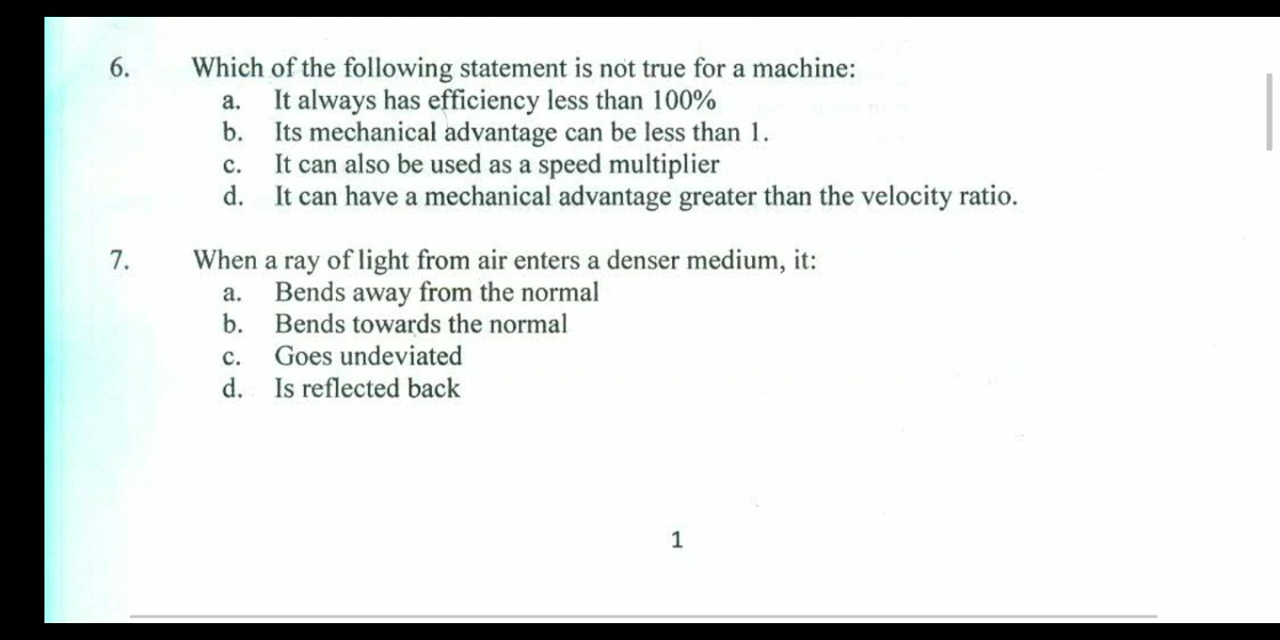 6. Which of the following statement is not true for a machine:
a. It always has efficiency less than 100%
b. Its mechanical advantage can be less than 1.
c. It can also be used as a speed multiplier
d. It can have a mechanical advantage greater than the velocity ratio.
7. When a ray of light from air enters a denser medium, it:
a. Bends away from the normal
b. Bends towards the normal
c. Goes undeviated
d. Is reflected back
1